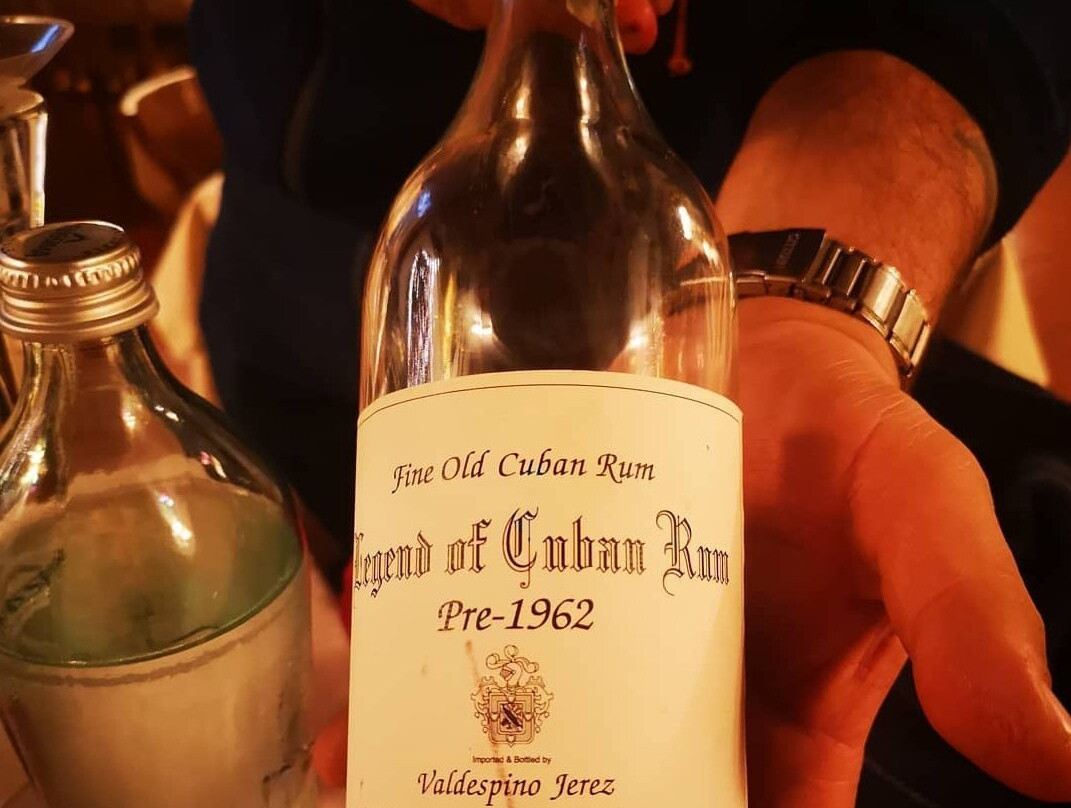 Fine Old Cuban Rum
Legend of Cuban Rum
Pre-1962
Imported & Bottled by
Valdespino Jerez